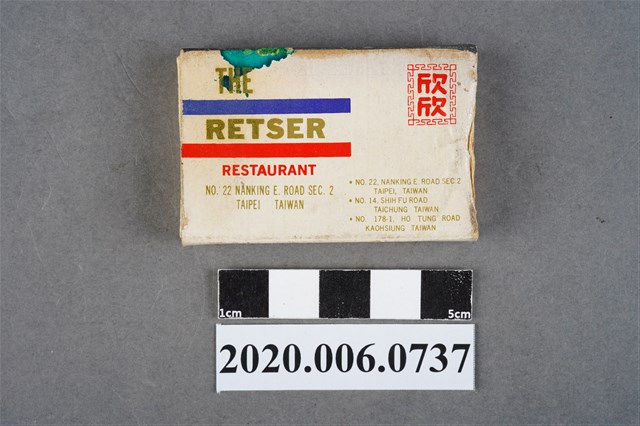 THE
RETSER
RESTAURANT
NO. 22 NANKING E. ROAD SEC. 2
TAIPEI TAIWAN
欣欣
• NO. 22, NANKING E. ROAD SEC. 2
TAIPEI, TAIWAN
• NO. 14, SHIH FU ROAD
TAICHUNG TAIWAN
• NO. 178-1, HO TUNG ROAD
KAOHSIUNG TAIWAN
1cm 5cm
2020.006.0737